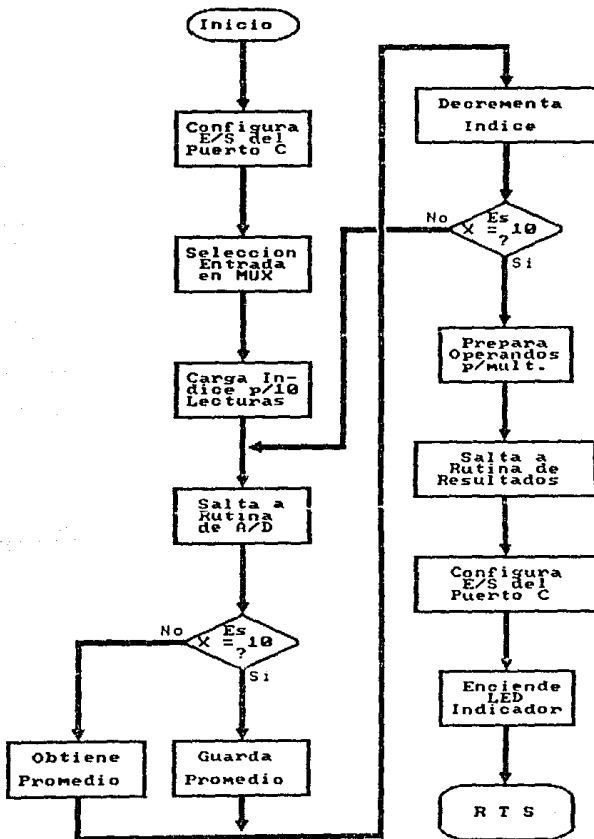 Inicio
Configura
E/S del
Puerto C
Seleccion
Entrada
en MUX
Carga In-
dice p/10
Lecturas
Salta a
Rutina
de A/D
No
Es
X = 10
?
Si
Obtiene
Promedio
Guarda
Promedio
Decrementa
Indice
No
Es
X = 10
?
Si
Prepara
Operandos
p/mult.
Salta a
Rutina de
Resultados
Configura
E/S del
Puerto C
Enciende
LED
Indicador
R T S